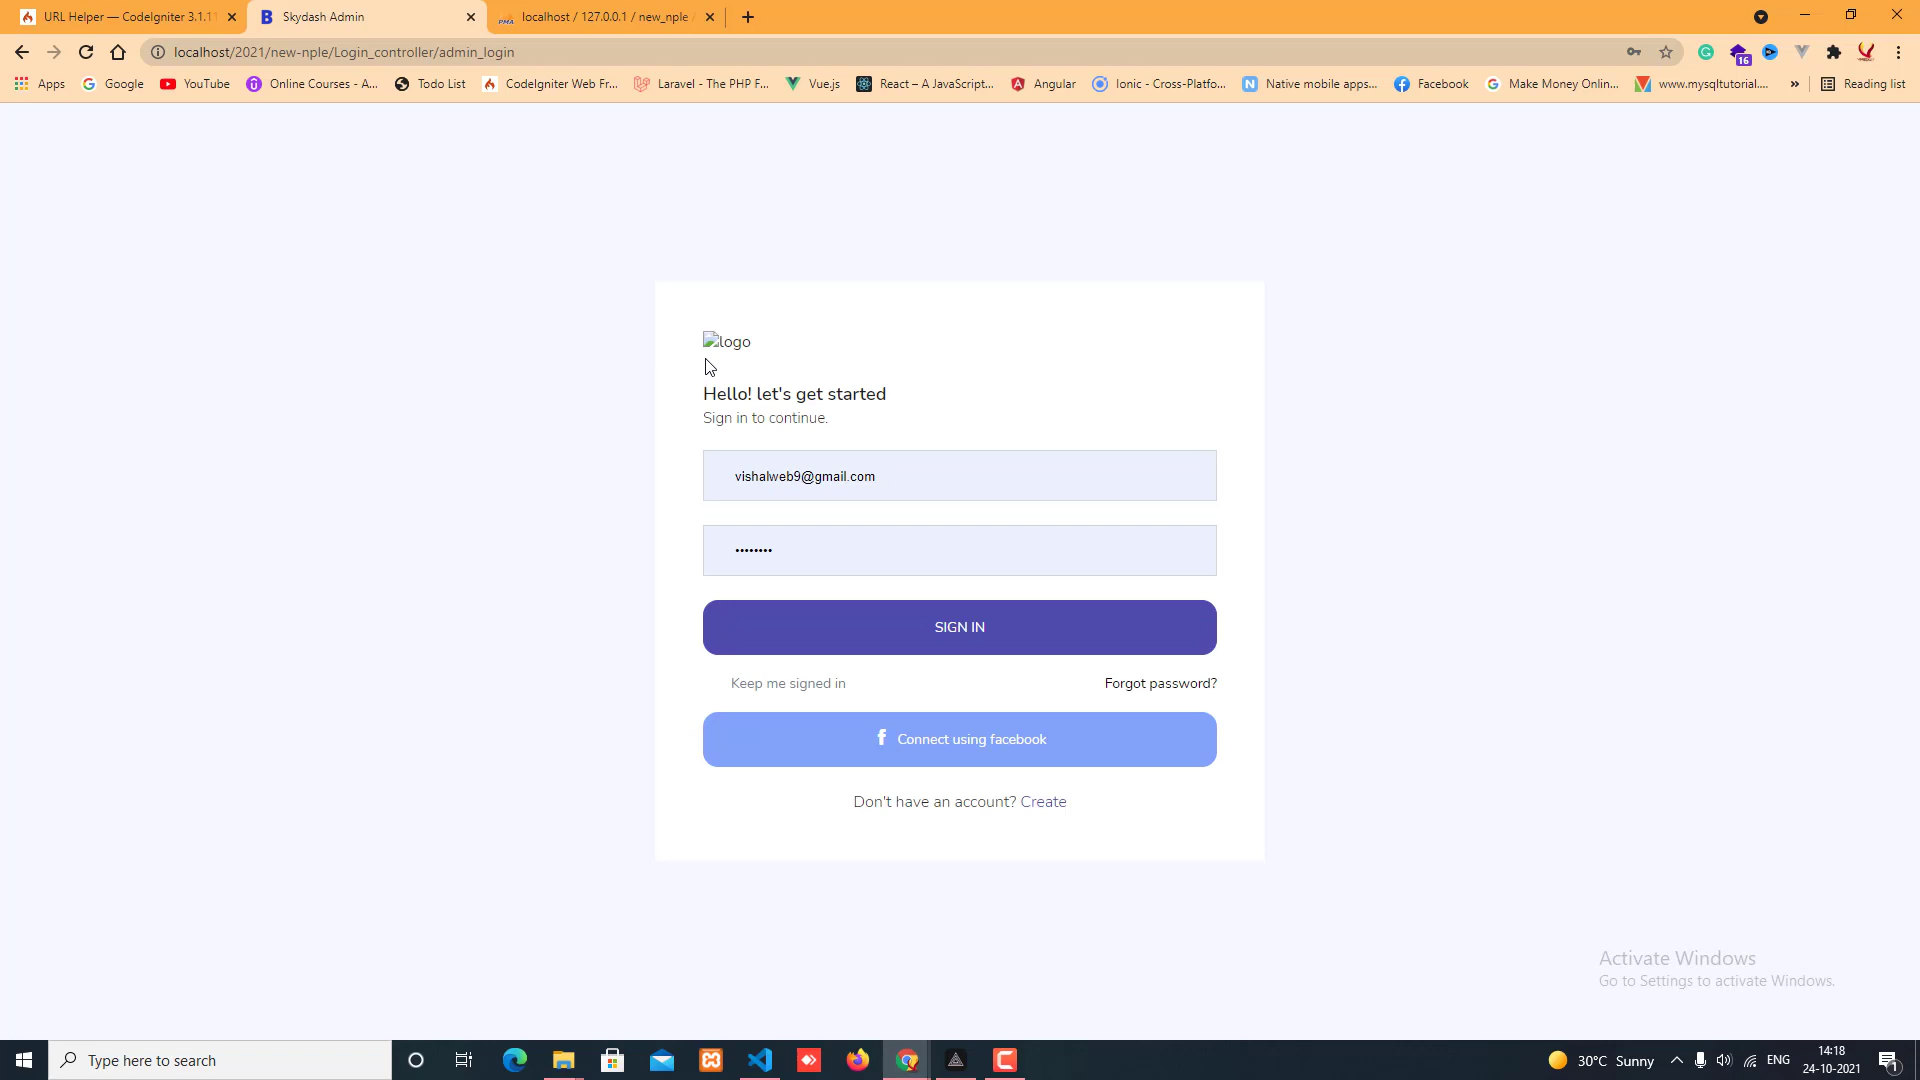 URL Helper — CodeIgniter 3.1.11
Skydash Admin
PMA
localhost / 127.0.0.1 / new_nple
localhost/2021/new-nple/Login_controller/admin_login
16
Apps
Google
YouTube
Online Courses - A...
Todo List
CodeIgniter Web Fr...
Laravel - The PHP F...
Vue.js
React – A JavaScript...
Angular
Ionic - Cross-Platfo...
Native mobile apps...
Facebook
Make Money Onlin...
www.mysqltutorial....
Reading list
logo
Hello! let's get started
Sign in to continue.
vishalweb9@gmail.com
••••••••
SIGN IN
Keep me signed in
Forgot password?
Connect using facebook
Don't have an account? Create
Activate Windows
Go to Settings to activate Windows.
Type here to search
30°C Sunny
ENG
14:18
24-10-2021
1